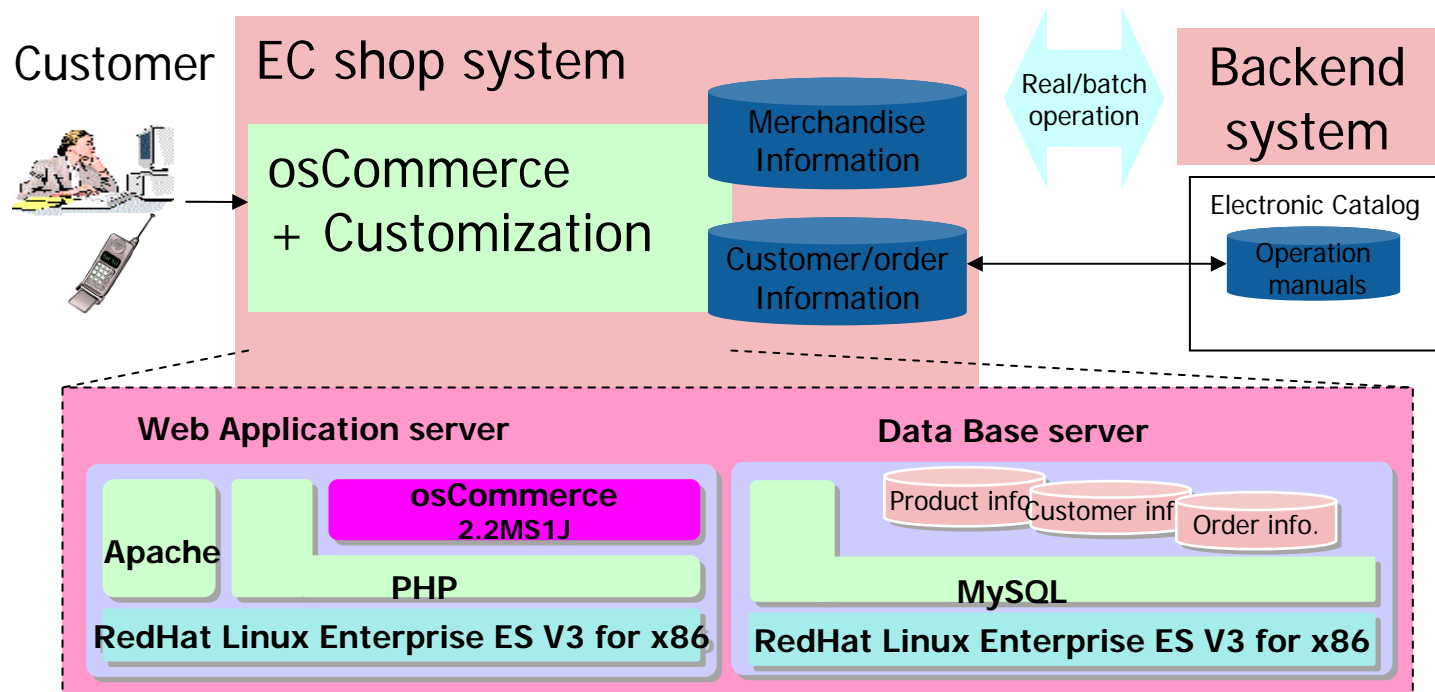 Customer
EC shop system
osCommerce
+ Customization
Merchandise
Information
Customer/order
Information
Real/batch
operation
Backend
system
Electronic Catalog
Operation
manuals
Web Application server
Apache
osCommerce
2.2MS1J
PHP
RedHat Linux Enterprise ES V3 for x86
Data Base server
Product info
Customer inf
Order info.
MySQL
RedHat Linux Enterprise ES V3 for x86